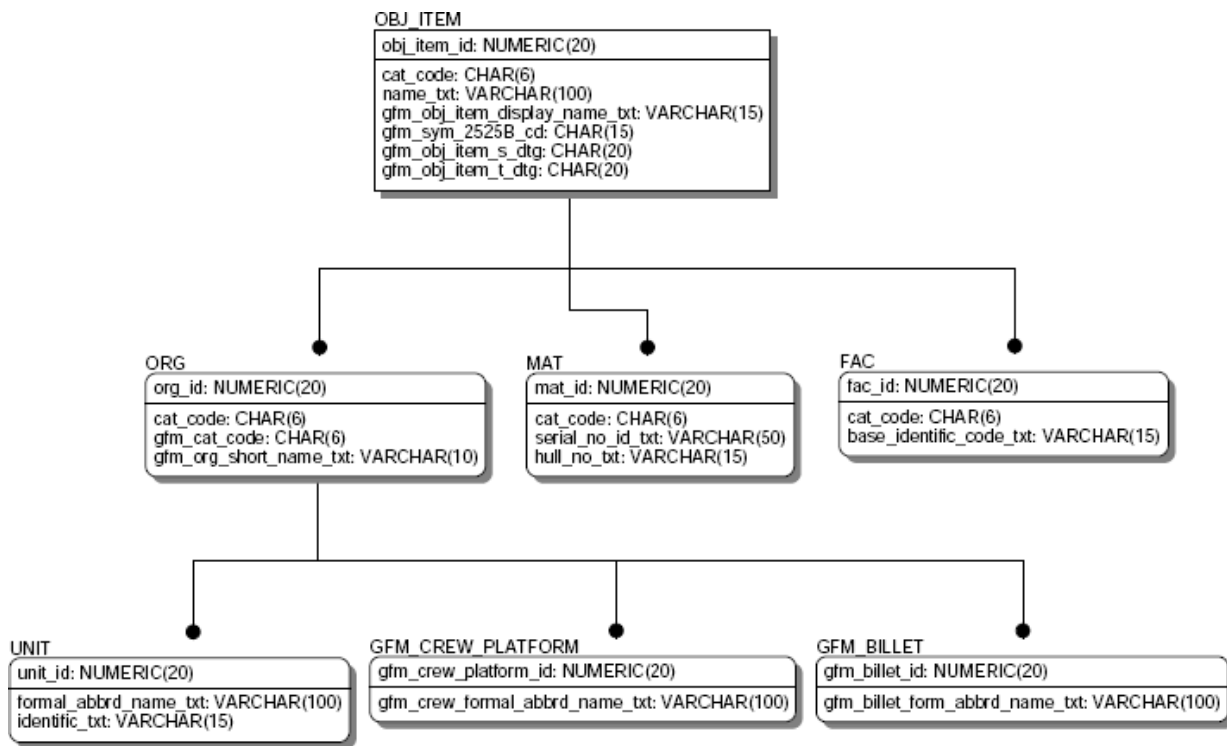 OBJ_ITEM
obj_item_id: NUMERIC(20)
cat_code: CHAR(6)
name_txt: VARCHAR(100)
gfm_obj_item_display_name_txt: VARCHAR(15)
gfm_sym_2525B_cd: CHAR(15)
gfm_obj_item_s_dtg: CHAR(20)
gfm_obj_item_t_dtg: CHAR(20)
ORG
org_id: NUMERIC(20)
cat_code: CHAR(6)
gfm_cat_code: CHAR(6)
gfm_org_short_name_txt: VARCHAR(10)
MAT
mat_id: NUMERIC(20)
cat_code: CHAR(6)
serial_no_id_txt: VARCHAR(50)
hull_no_txt: VARCHAR(15)
FAC
fac_id: NUMERIC(20)
cat_code: CHAR(6)
base_identific_code_txt: VARCHAR(15)
UNIT
unit_id: NUMERIC(20)
formal_abbrd_name_txt: VARCHAR(100)
identific_txt: VARCHAR(15)
GFM_CREW_PLATFORM
gfm_crew_platform_id: NUMERIC(20)
gfm_crew_formal_abbrd_name_txt: VARCHAR(100)
GFM_BILLET
gfm_billet_id: NUMERIC(20)
gfm_billet_form_abbrd_name_txt: VARCHAR(100)